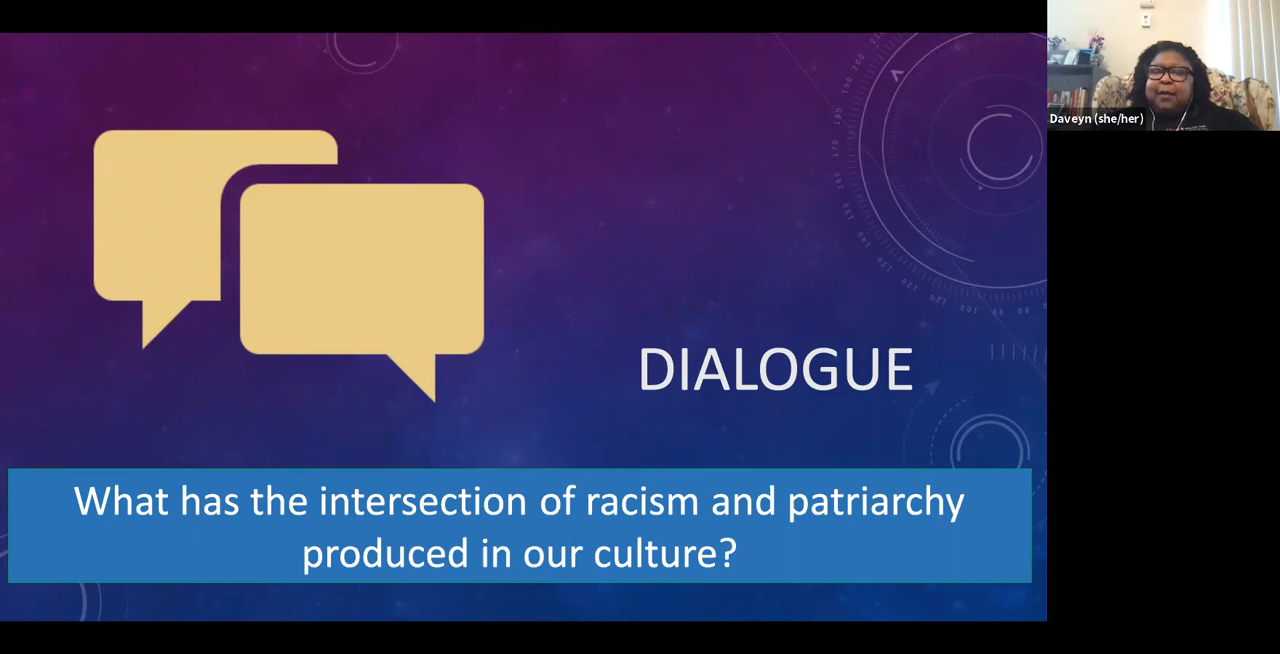 Daveyn (she/her)
DIALOGUE
What has the intersection of racism and patriarchy
produced in our culture?